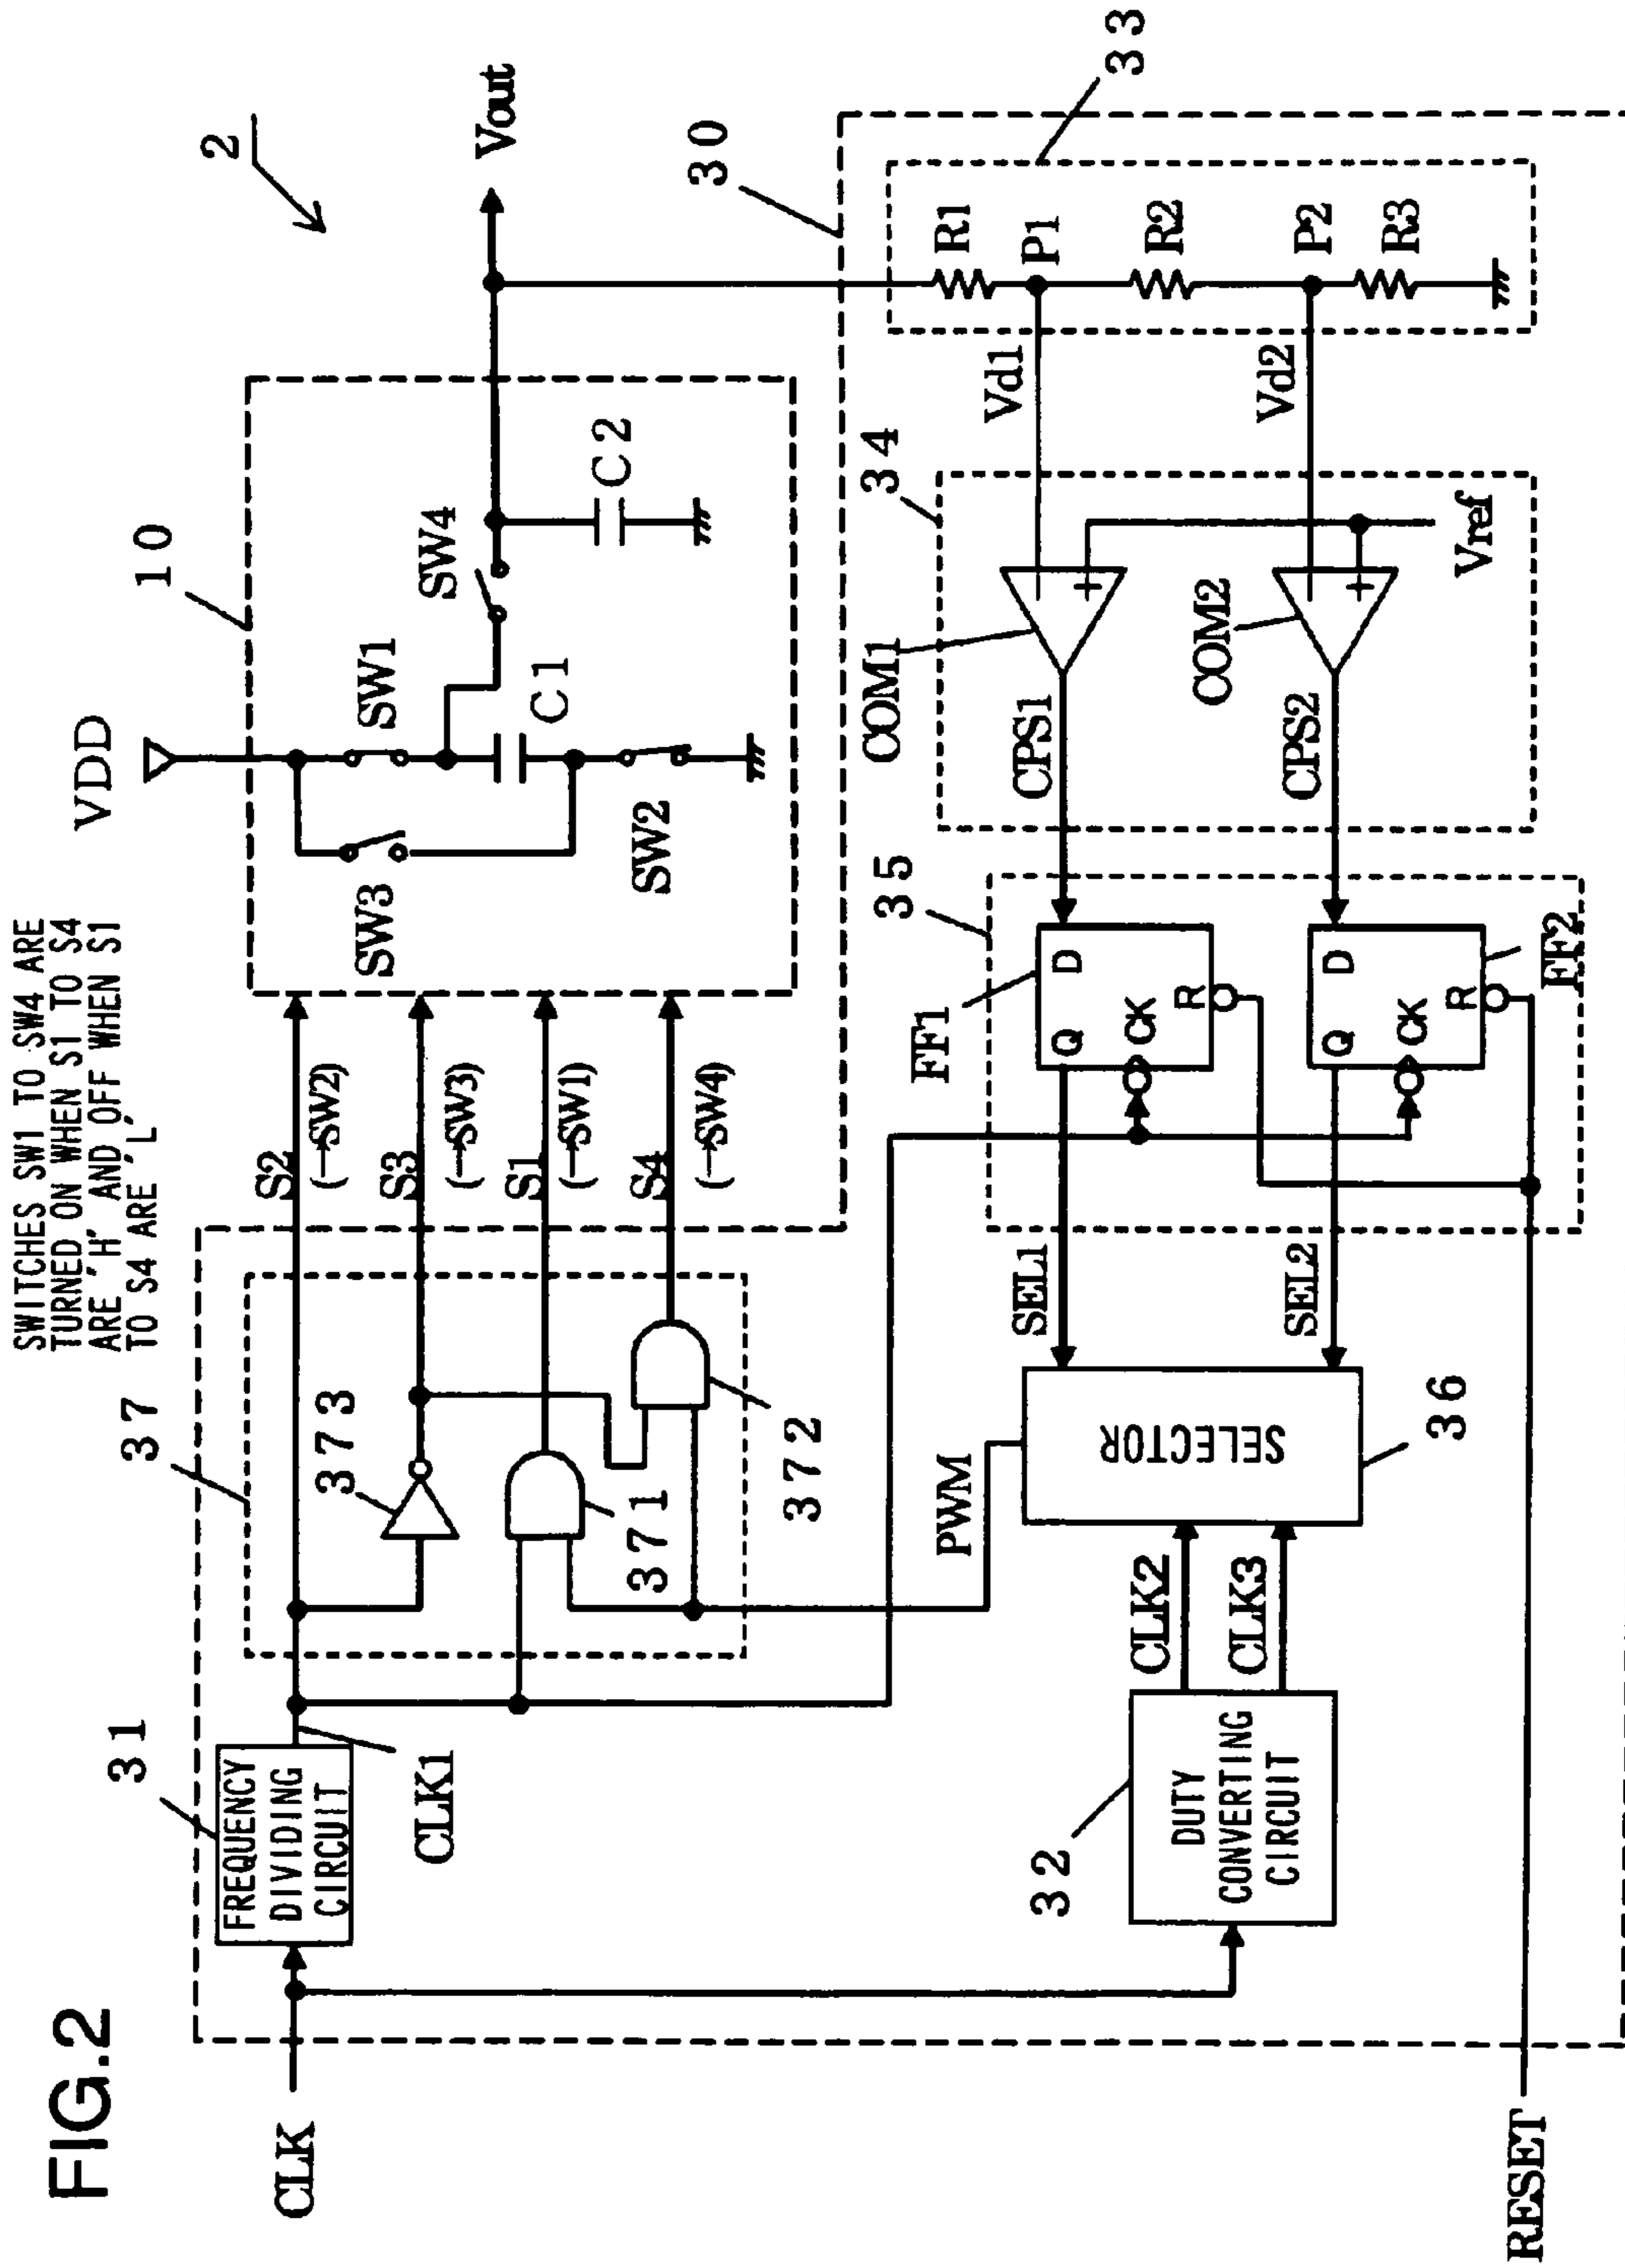 FIG.2
SWITCHES SW1 TO SW4 ARE
TURNED ON WHEN S1 TO S4
ARE 'H' AND OFF WHEN S1
TO S4 ARE 'L'
2
VDD
10
Vout
SW3
SW1
SW4
C1
C2
SW2
37
31
FREQUENCY
DIVIDING
CIRCUIT
CLK
CLK1
373
371
372
S2
(→SW2)
S3
(→SW3)
S1
(→SW1)
S4
(→SW4)
30
33
R1
P1
R2
P2
R3
Vd1
Vd2
34
COM1
COM2
Vref
CPS1
CPS2
35
FF1
D
Q
CK
R
FF2
D
Q
CK
R
SEL1
SEL2
PWM
SELECTOR
36
CLK2
CLK3
32
DUTY
CONVERTING
CIRCUIT
RESET